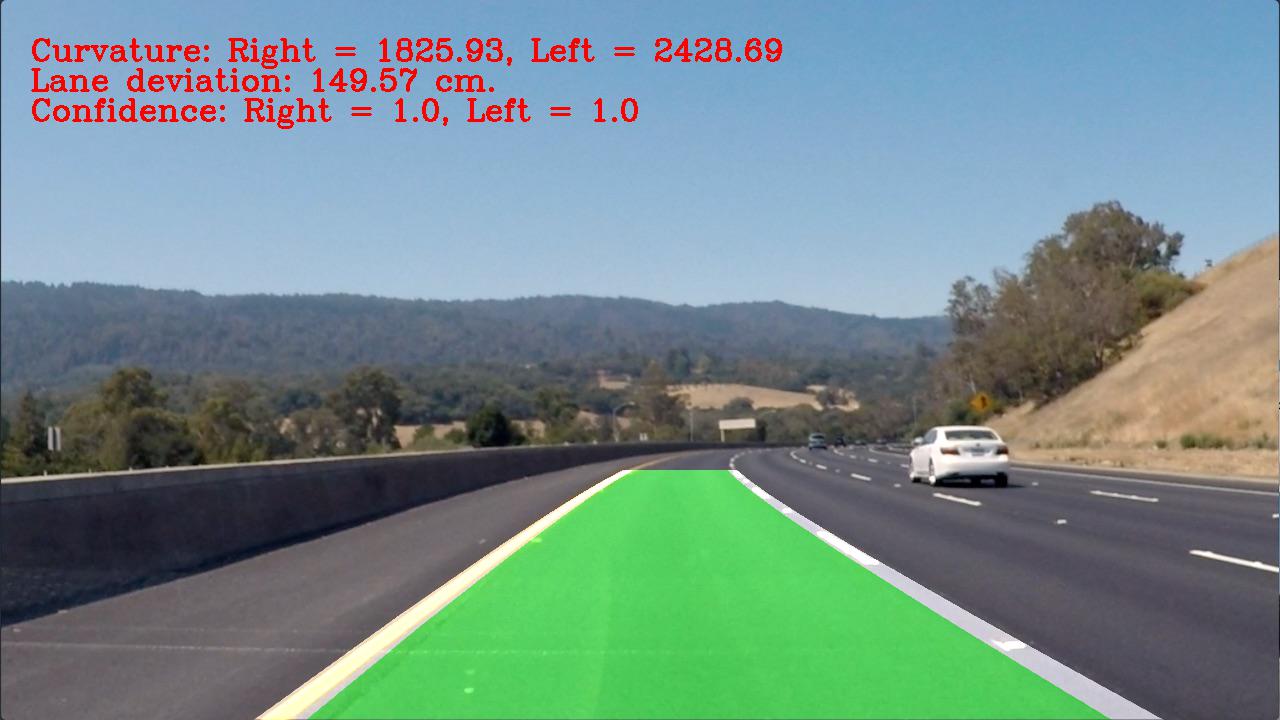 Curvature: Right = 1825.93, Left = 2428.69
Lane deviation: 149.57 cm.
Confidence: Right = 1.0, Left = 1.0